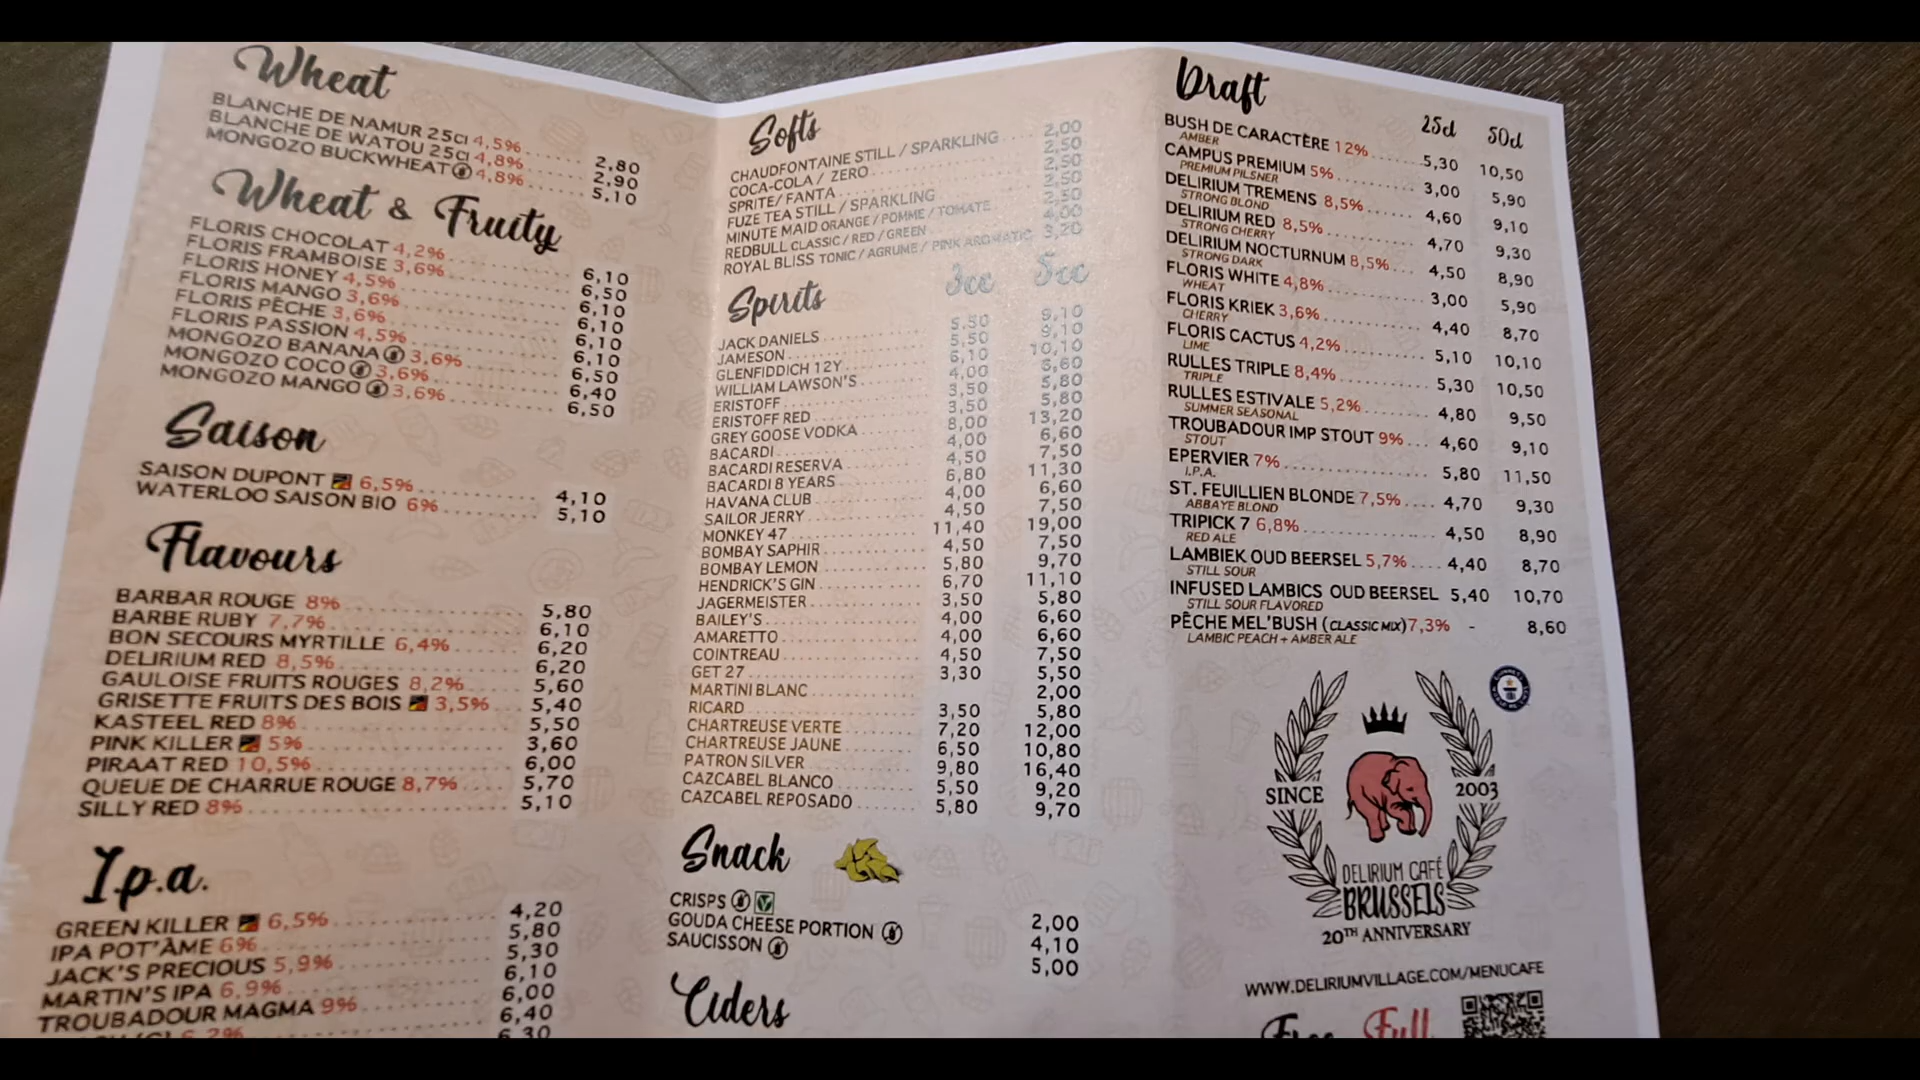 Wheat
BLANCHE DE NAMUR 25cl 4,5% 2,80
BLANCHE DE WATOU 25cl 4,8% 2,90
MONGOZO BUCKWHEAT 4,8% 5,10
Wheat & Fruity
FLORIS CHOCOLAT 4,2% 6,10
FLORIS FRAMBOISE 3,6% 6,50
FLORIS HONEY 4,5% 6,10
FLORIS MANGO 3,6% 6,10
FLORIS PÊCHE 3,6% 6,10
FLORIS PASSION 4,5% 6,10
MONGOZO BANANA 3,6% 6,50
MONGOZO COCO 3,6% 6,40
MONGOZO MANGO 3,6% 6,50
Saison
SAISON DUPONT 6,5% 4,10
WATERLOO SAISON BIO 6% 5,10
Flavours
BARBAR ROUGE 8% 5,80
BARBE RUBY 7,7% 6,10
BON SECOURS MYRTILLE 6,4% 6,20
DELIRIUM RED 8,5% 6,20
GAULOISE FRUITS ROUGES 8,2% 5,60
GRISETTE FRUITS DES BOIS 3,5% 5,40
KASTEEL RED 8% 5,50
PINK KILLER 5% 3,60
PIRAAT RED 10,5% 6,00
QUEUE DE CHARRUE ROUGE 8,7% 5,70
SILLY RED 8% 5,10
I.p.a.
GREEN KILLER 6,5% 4,20
IPA POT'ÂME 6% 5,80
JACK'S PRECIOUS 5,9% 5,30
MARTIN'S IPA 6,9% 6,10
TROUBADOUR MAGMA 9% 6,00
6,40
6,30
Softs
CHAUDFONTAINE STILL / SPARKLING 2,00
COCA-COLA / ZERO 2,50
SPRITE/ FANTA 2,50
FUZE TEA STILL / SPARKLING 2,50
MINUTE MAID ORANGE / POMME / TOMATE 2,50
REDBULL CLASSIC / RED / GREEN 4,00
ROYAL BLISS TONIC / AGRUME / PINK AROMATIC 3,20
Spirits 3cc 5cc
JACK DANIELS 5,50 9,10
JAMESON 5,50 9,10
GLENFIDDICH 12Y 6,10 10,10
WILLIAM LAWSON'S 4,00 6,60
ERISTOFF 3,50 5,80
ERISTOFF RED 3,50 5,80
GREY GOOSE VODKA 8,00 13,20
BACARDI 4,00 6,60
BACARDI RESERVA 4,50 7,50
BACARDI 8 YEARS 6,80 11,30
HAVANA CLUB 4,00 6,60
SAILOR JERRY 4,50 7,50
MONKEY 47 11,40 19,00
BOMBAY SAPHIR 4,50 7,50
BOMBAY LEMON 5,80 9,70
HENDRICK'S GIN 6,70 11,10
JAGERMEISTER 3,50 5,80
BAILEY'S 4,00 6,60
AMARETTO 4,00 6,60
COINTREAU 4,50 7,50
GET 27 3,30 5,50
MARTINI BLANC 2,00
RICARD 3,50 5,80
CHARTREUSE VERTE 7,20 12,00
CHARTREUSE JAUNE 6,50 10,80
PATRON SILVER 9,80 16,40
CAZCABEL BLANCO 5,50 9,20
CAZCABEL REPOSADO 5,80 9,70
Snack
CRISPS V 2,00
GOUDA CHEESE PORTION 4,10
SAUCISSON 5,00
Ciders
Draft 25cl 50cl
BUSH DE CARACTÈRE 12% 5,30 10,50
AMBER
CAMPUS PREMIUM 5% 3,00 5,90
PREMIUM PILSNER
DELIRIUM TREMENS 8,5% 4,60 9,10
STRONG BLOND
DELIRIUM RED 8,5% 4,70 9,30
STRONG CHERRY
DELIRIUM NOCTURNUM 8,5% 4,50 8,90
STRONG DARK
FLORIS WHITE 4,8% 3,00 5,90
WHEAT
FLORIS KRIEK 3,6% 4,40 8,70
CHERRY
FLORIS CACTUS 4,2% 5,10 10,10
LIME
RULLES TRIPLE 8,4% 5,30 10,50
TRIPLE
RULLES ESTIVALE 5,2% 4,80 9,50
SUMMER SEASONAL
TROUBADOUR IMP STOUT 9% 4,60 9,10
STOUT
EPERVIER 7% 5,80 11,50
I.P.A.
ST. FEUILLIEN BLONDE 7,5% 4,70 9,30
ABBAYE BLOND
TRIPICK 7 6,8% 4,50 8,90
RED ALE
LAMBIEK OUD BEERSEL 5,7% 4,40 8,70
STILL SOUR
INFUSED LAMBICS OUD BEERSEL 5,40 10,70
STILL SOUR FLAVORED
PÊCHE MEL'BUSH (CLASSIC MIX) 7,3% - 8,60
LAMBIC PEACH + AMBER ALE
SINCE 2003
DELIRIUM CAFÉ
BRUSSELS
20TH ANNIVERSARY
WWW.DELIRIUMVILLAGE.COM/MENUCAFE
Free Full